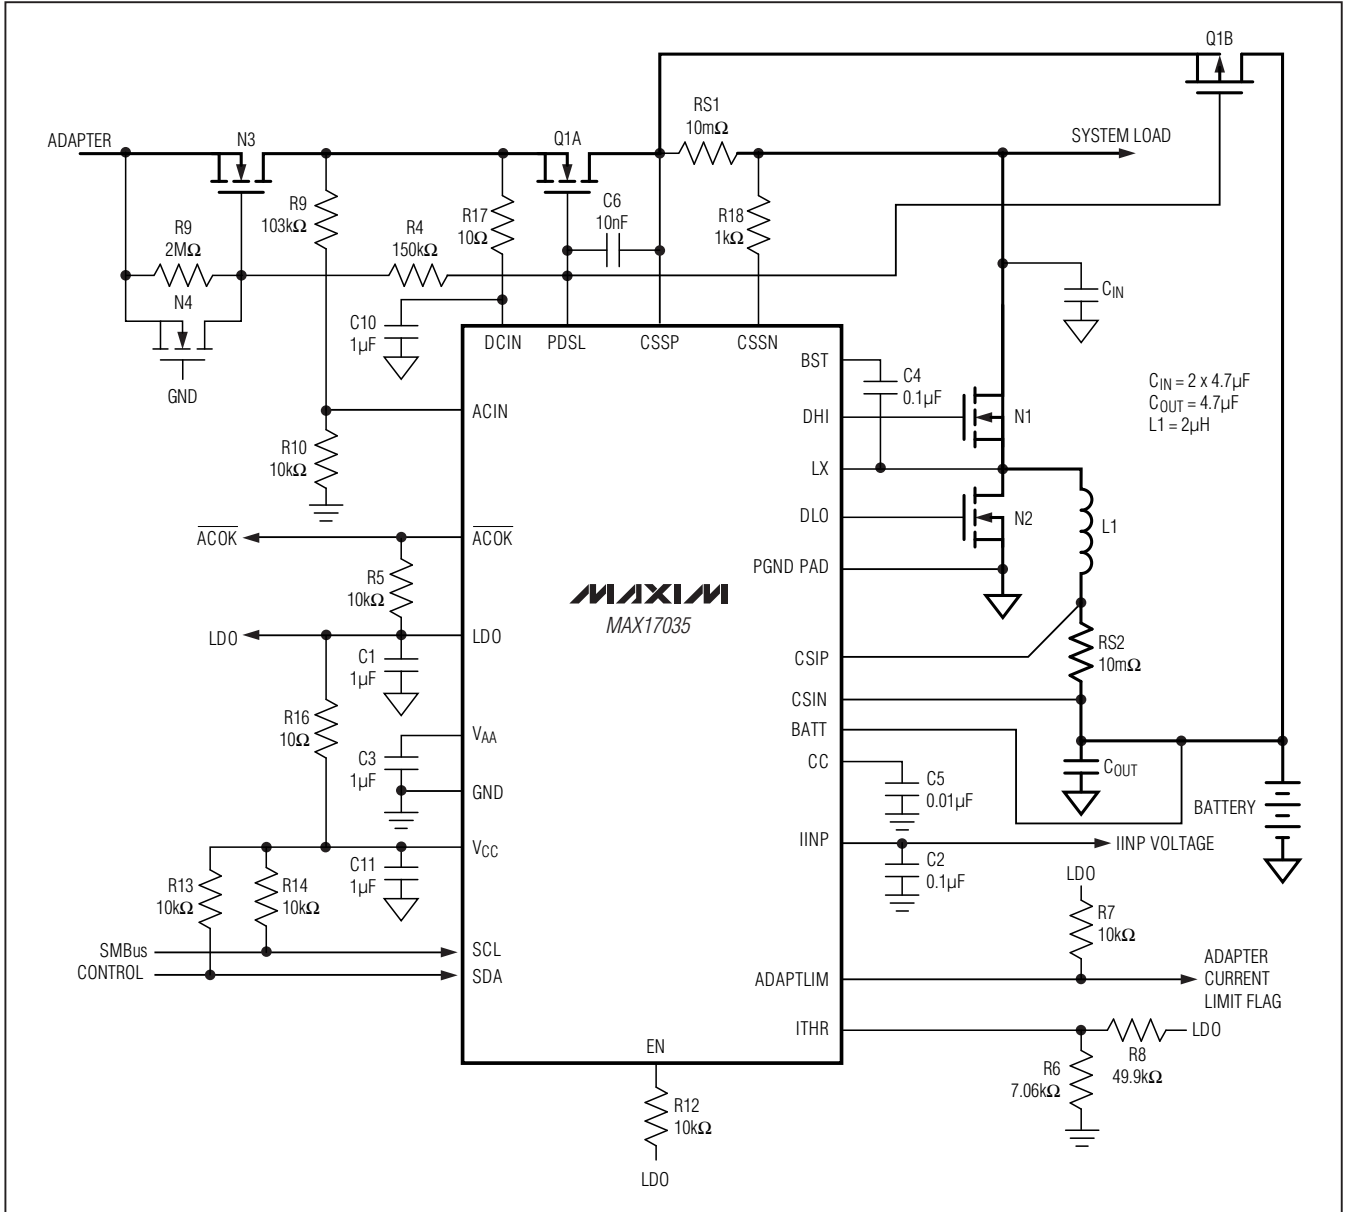 Q1B
RS1
10mΩ
ADAPTER
N3
Q1A
SYSTEM LOAD
R9
103kΩ
R17
10Ω
C6
10nF
R18
1kΩ
R9
2MΩ
R4
150kΩ
N4
GND
C10
1µF
CIN
DCIN
PDSL
CSSP
CSSN
BST
C4
0.1µF
CIN = 2 x 4.7µF
COUT = 4.7µF
L1 = 2µH
ACIN
DHI
N1
R10
10kΩ
LX
DLO
N2
L1
ACOK
ACOK
PGND PAD
R5
10kΩ
MAXIM
MAX17035
LDO
LDO
C1
1µF
CSIP
RS2
10mΩ
CSIN
R16
10Ω
VAA
BATT
C3
1µF
CC
COUT
GND
C5
0.01µF
BATTERY
VCC
IINP
IINP VOLTAGE
C11
1µF
C2
0.1µF
R13
10kΩ
R14
10kΩ
LDO
R7
10kΩ
SMBus
CONTROL
SCL
SDA
ADAPTLIM
ADAPTER
CURRENT
LIMIT FLAG
ITHR
LDO
R8
49.9kΩ
R6
7.06kΩ
EN
R12
10kΩ
LDO